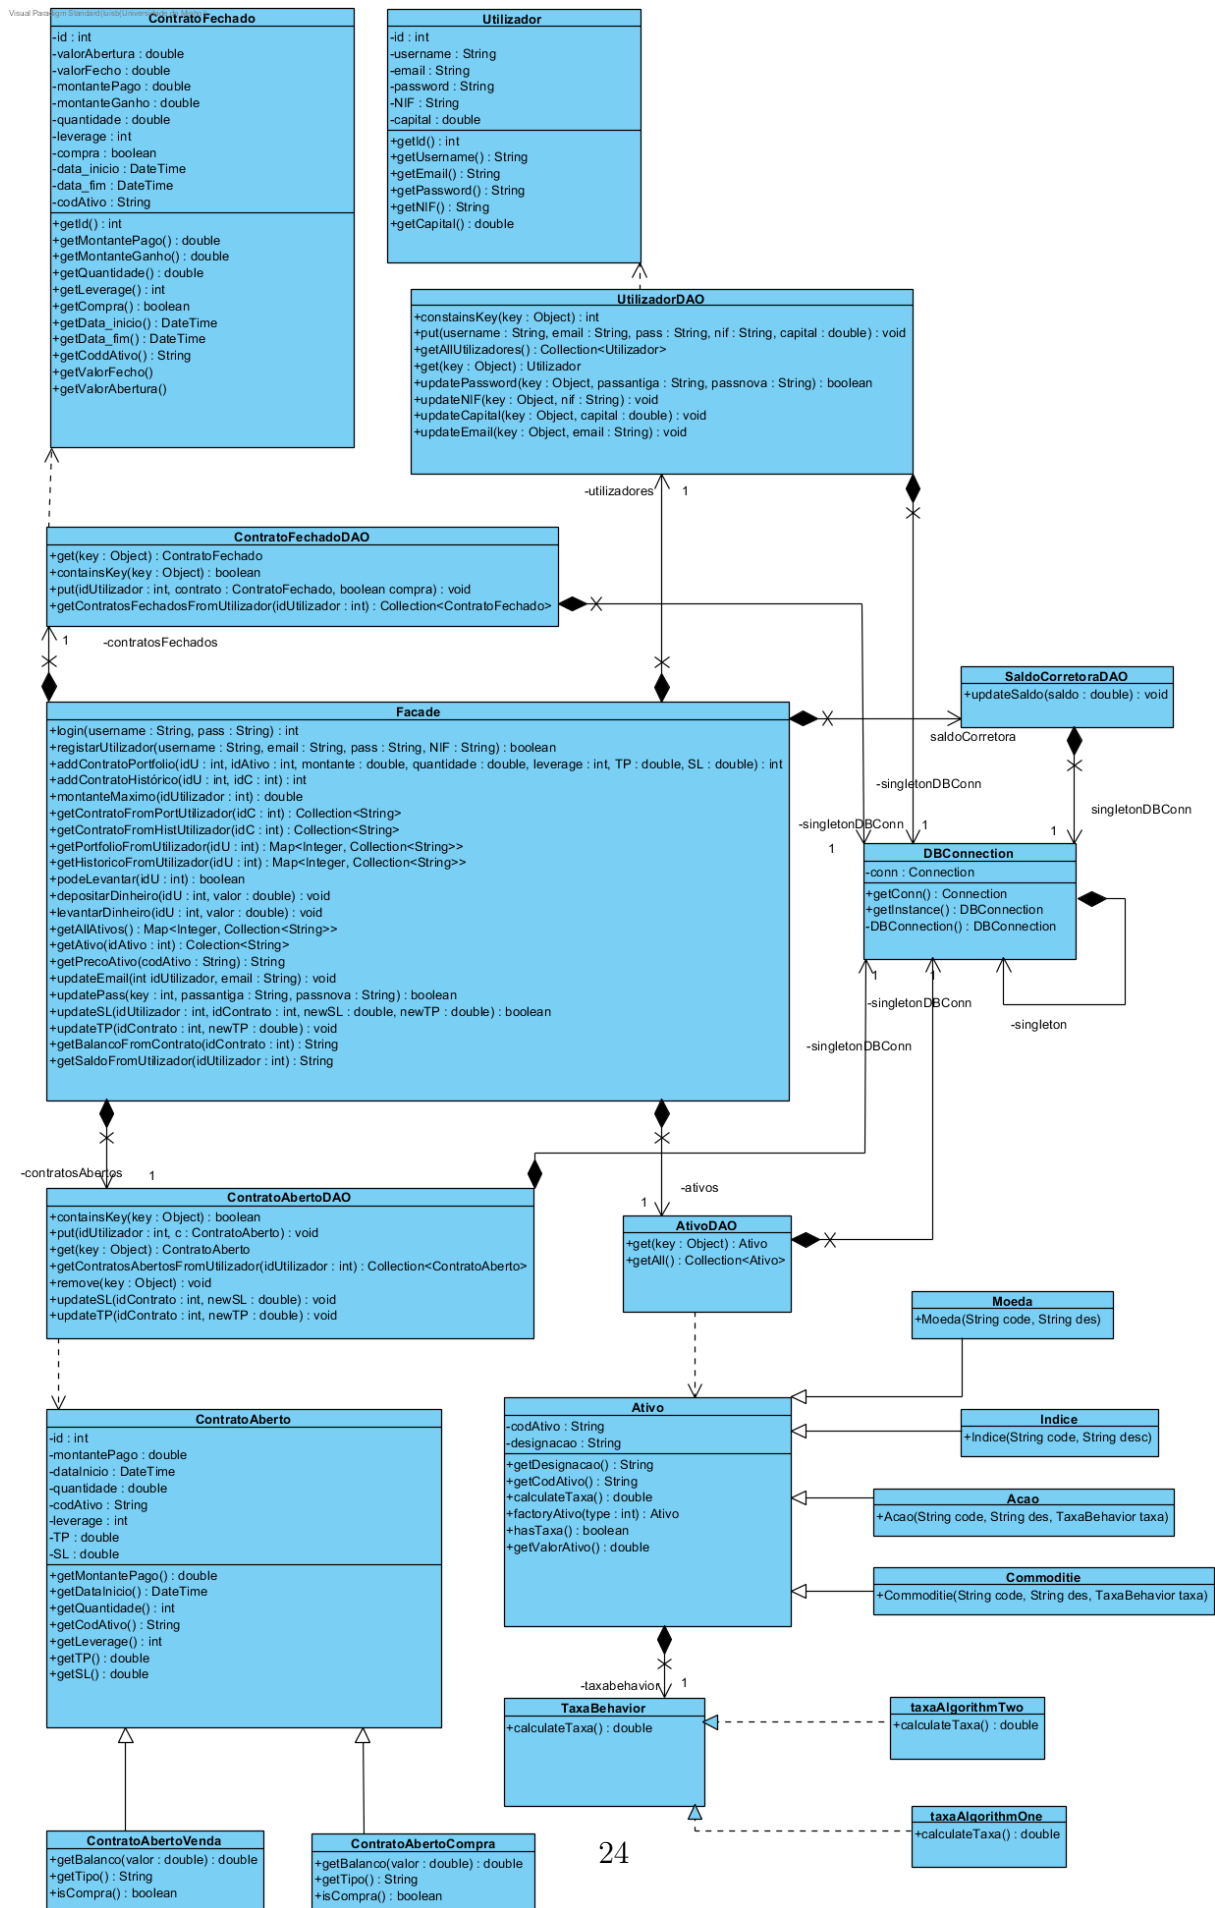 Visual Paradigm Standard(luisb(Universidade do Minho))
ContratoFechado
-id : int
-valorAbertura : double
-valorFecho : double
-montantePago : double
-montanteGanho : double
-quantidade : double
-leverage : int
-compra : boolean
-data_inicio : DateTime
-data_fim : DateTime
-codAtivo : String
+getId() : int
+getMontantePago() : double
+getMontanteGanho() : double
+getQuantidade() : double
+getLeverage() : int
+getCompra() : boolean
+getData_inicio() : DateTime
+getData_fim() : DateTime
+getCoddAtivo() : String
+getValorFecho()
+getValorAbertura()
Utilizador
-id : int
-username : String
-email : String
-password : String
-NIF : String
-capital : double
+getId() : int
+getUsername() : String
+getEmail() : String
+getPassword() : String
+getNIF() : String
+getCapital() : double
UtilizadorDAO
+constainsKey(key : Object) : int
+put(username : String, email : String, pass : String, nif : String, capital : double) : void
+getAllUtilizadores() : Collection<Utilizador>
+get(key : Object) : Utilizador
+updatePassword(key : Object, passantiga : String, passnova : String) : boolean
+updateNIF(key : Object, nif : String) : void
+updateCapital(key : Object, capital : double) : void
+updateEmail(key : Object, email : String) : void
-utilizadores
1
ContratoFechadoDAO
+get(key : Object) : ContratoFechado
+containsKey(key : Object) : boolean
+put(idUtilizador : int, contrato : ContratoFechado, boolean compra) : void
+getContratosFechadosFromUtilizador(idUtilizador : int) : Collection<ContratoFechado>
1
-contratosFechados
SaldoCorretoraDAO
+updateSaldo(saldo : double) : void
saldoCorretora
Facade
+login(username : String, pass : String) : int
+registarUtilizador(username : String, email : String, pass : String, NIF : String) : boolean
+addContratoPortfolio(idU : int, idAtivo : int, montante : double, quantidade : double, leverage : int, TP : double, SL : double) : int
+addContratoHistórico(idU : int, idC : int) : int
+montanteMaximo(idUtilizador : int) : double
+getContratoFromPortUtilizador(idC : int) : Collection<String>
+getContratoFromHistUtilizador(idC : int) : Collection<String>
+getPortfolioFromUtilizador(idU : int) : Map<Integer, Collection<String>>
+getHistoricoFromUtilizador(idU : int) : Map<Integer, Collection<String>>
+podeLevantar(idU : int) : boolean
+depositarDinheiro(idU : int, valor : double) : void
+levantarDinheiro(idU : int, valor : double) : void
+getAllAtivos() : Map<Integer, Collection<String>>
+getAtivo(idAtivo : int) : Colection<String>
+getPrecoAtivo(codAtivo : String) : String
+updateEmail(int idUtilizador, email : String) : void
+updatePass(key : int, passantiga : String, passnova : String) : boolean
+updateSL(idUtilizador : int, idContrato : int, newSL : double, newTP : double) : boolean
+updateTP(idContrato : int, newTP : double) : void
+getBalancoFromContrato(idContrato : int) : String
+getSaldoFromUtilizador(idUtilizador : int) : String
-singletonDBConn
1
-singletonDBConn
1
singletonDBConn
1
DBConnection
-conn : Connection
+getConn() : Connection
+getInstance() : DBConnection
-DBConnection() : DBConnection
1
1
-singletonDBConn
-singleton
-singletonDBConn
-contratosAbertos
1
-ativos
1
ContratoAbertoDAO
+containsKey(key : Object) : boolean
+put(idUtilizador : int, c : ContratoAberto) : void
+get(key : Object) : ContratoAberto
+getContratosAbertosFromUtilizador(idUtilizador : int) : Collection<ContratoAberto>
+remove(key : Object) : void
+updateSL(idContrato : int, newSL : double) : void
+updateTP(idContrato : int, newTP : double) : void
AtivoDAO
+get(key : Object) : Ativo
+getAll() : Collection<Ativo>
Moeda
+Moeda(String code, String des)
ContratoAberto
-id : int
-montantePago : double
-dataInicio : DateTime
-quantidade : double
-codAtivo : String
-leverage : int
-TP : double
-SL : double
+getMontantePago() : double
+getDataInicio() : DateTime
+getQuantidade() : int
+getCodAtivo() : String
+getLeverage() : int
+getTP() : double
+getSL() : double
Ativo
-codAtivo : String
-designacao : String
+getDesignacao() : String
+getCodAtivo() : String
+calculateTaxa() : double
+factoryAtivo(type : int) : Ativo
+hasTaxa() : boolean
+getValorAtivo() : double
Indice
+Indice(String code, String desc)
Acao
+Acao(String code, String des, TaxaBehavior taxa)
Commoditie
+Commoditie(String code, String des, TaxaBehavior taxa)
-taxabehavior
1
TaxaBehavior
+calculateTaxa() : double
taxaAlgorithmTwo
+calculateTaxa() : double
taxaAlgorithmOne
+calculateTaxa() : double
ContratoAbertoVenda
+getBalanco(valor : double) : double
+getTipo() : String
+isCompra() : boolean
ContratoAbertoCompra
+getBalanco(valor : double) : double
+getTipo() : String
+isCompra() : boolean
24